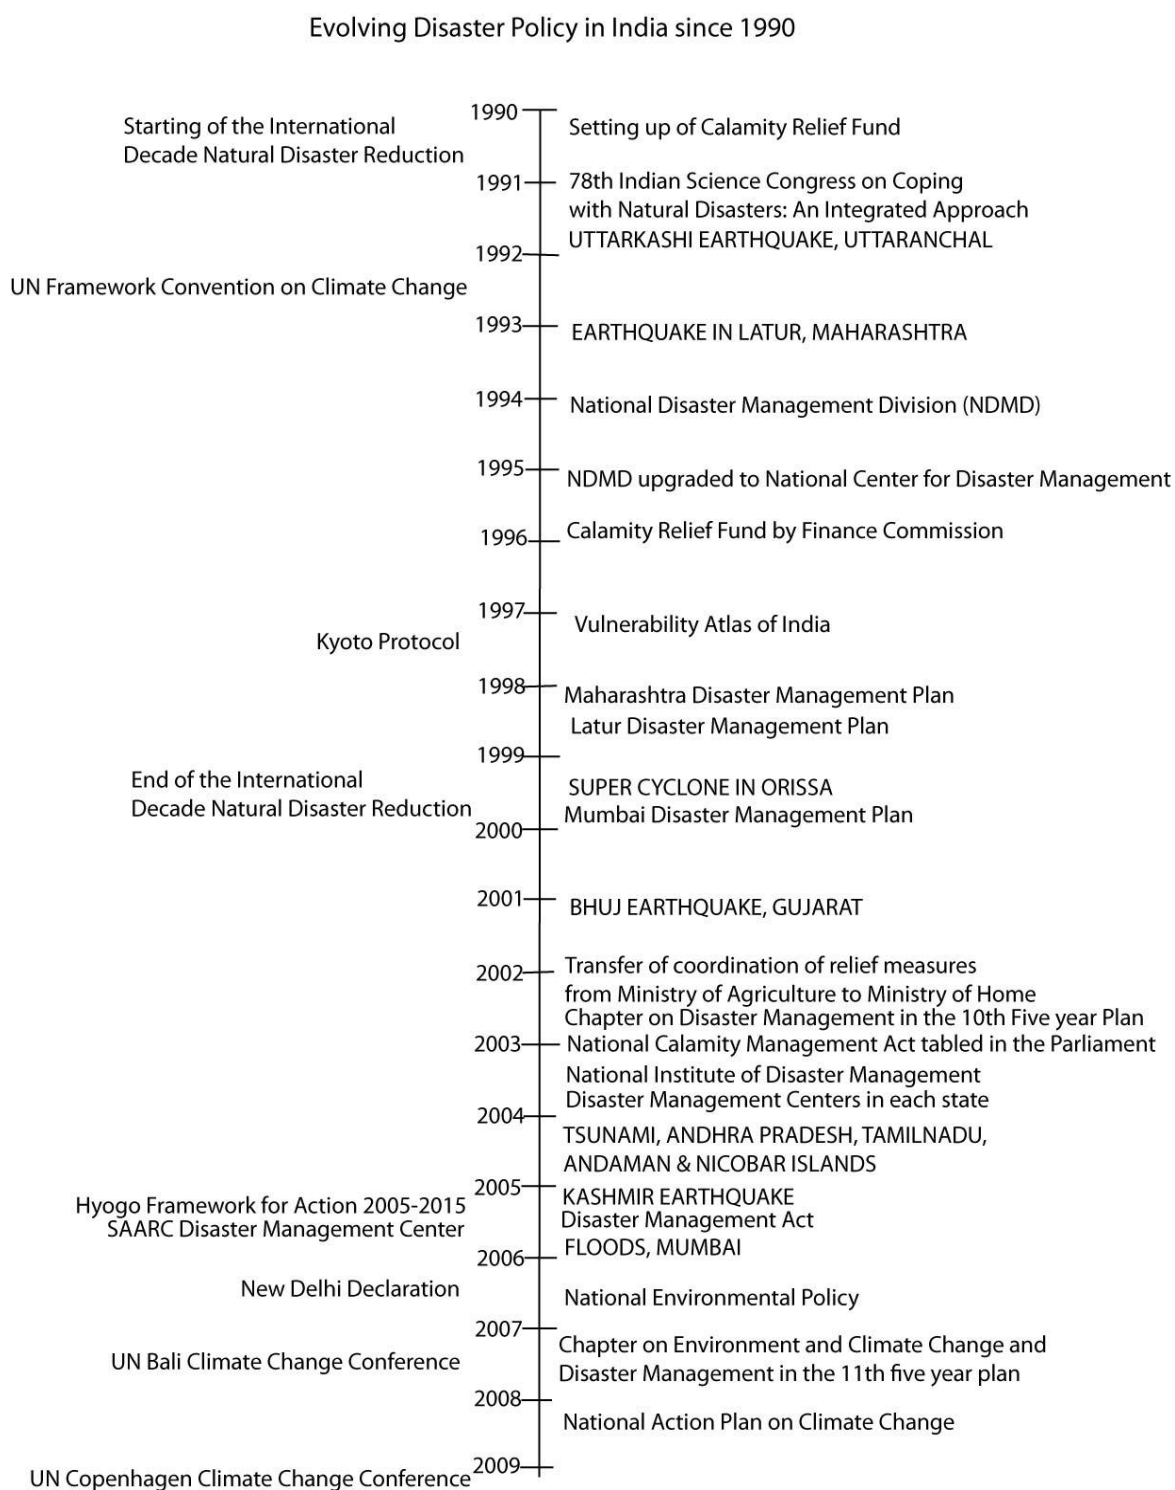 Evolving Disaster Policy in India since 1990
1990
Starting of the International
Decade Natural Disaster Reduction
Setting up of Calamity Relief Fund
1991
78th Indian Science Congress on Coping
with Natural Disasters: An Integrated Approach
UTTARKASHI EARTHQUAKE, UTTARANCHAL
1992
UN Framework Convention on Climate Change
1993
EARTHQUAKE IN LATUR, MAHARASHTRA
1994
National Disaster Management Division (NDMD)
1995
NDMD upgraded to National Center for Disaster Management
1996
Calamity Relief Fund by Finance Commission
1997
Vulnerability Atlas of India
Kyoto Protocol
1998
Maharashtra Disaster Management Plan
Latur Disaster Management Plan
1999
End of the International
Decade Natural Disaster Reduction
SUPER CYCLONE IN ORISSA
Mumbai Disaster Management Plan
2000
2001
BHUJ EARTHQUAKE, GUJARAT
2002
Transfer of coordination of relief measures
from Ministry of Agriculture to Ministry of Home
Chapter on Disaster Management in the 10th Five year Plan
2003
National Calamity Management Act tabled in the Parliament
National Institute of Disaster Management
Disaster Management Centers in each state
2004
TSUNAMI, ANDHRA PRADESH, TAMILNADU,
ANDAMAN & NICOBAR ISLANDS
2005
Hyogo Framework for Action 2005-2015
SAARC Disaster Management Center
KASHMIR EARTHQUAKE
Disaster Management Act
FLOODS, MUMBAI
2006
New Delhi Declaration
National Environmental Policy
2007
UN Bali Climate Change Conference
Chapter on Environment and Climate Change and
Disaster Management in the 11th five year plan
2008
National Action Plan on Climate Change
2009
UN Copenhagen Climate Change Conference